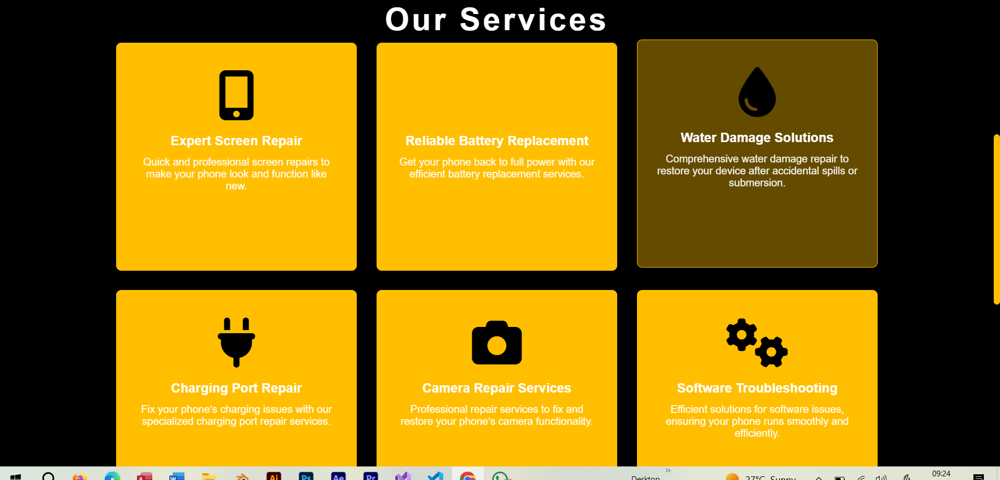 Our Services
Expert Screen Repair
Quick and professional screen repairs to
make your phone look and function like
new.
Reliable Battery Replacement
Get your phone back to full power with our
efficient battery replacement services.
Water Damage Solutions
Comprehensive water damage repair to
restore your device after accidental spills or
submersion.
Charging Port Repair
Fix your phone’s charging issues with our
specialized charging port repair services.
Camera Repair Services
Professional repair services to fix and
restore your phone’s camera functionality.
Software Troubleshooting
Efficient solutions for software issues,
ensuring your phone runs smoothly and
efficiently.
A W Ai Ps Ae Pr
Desktop
»
27°C Sunny
09:24